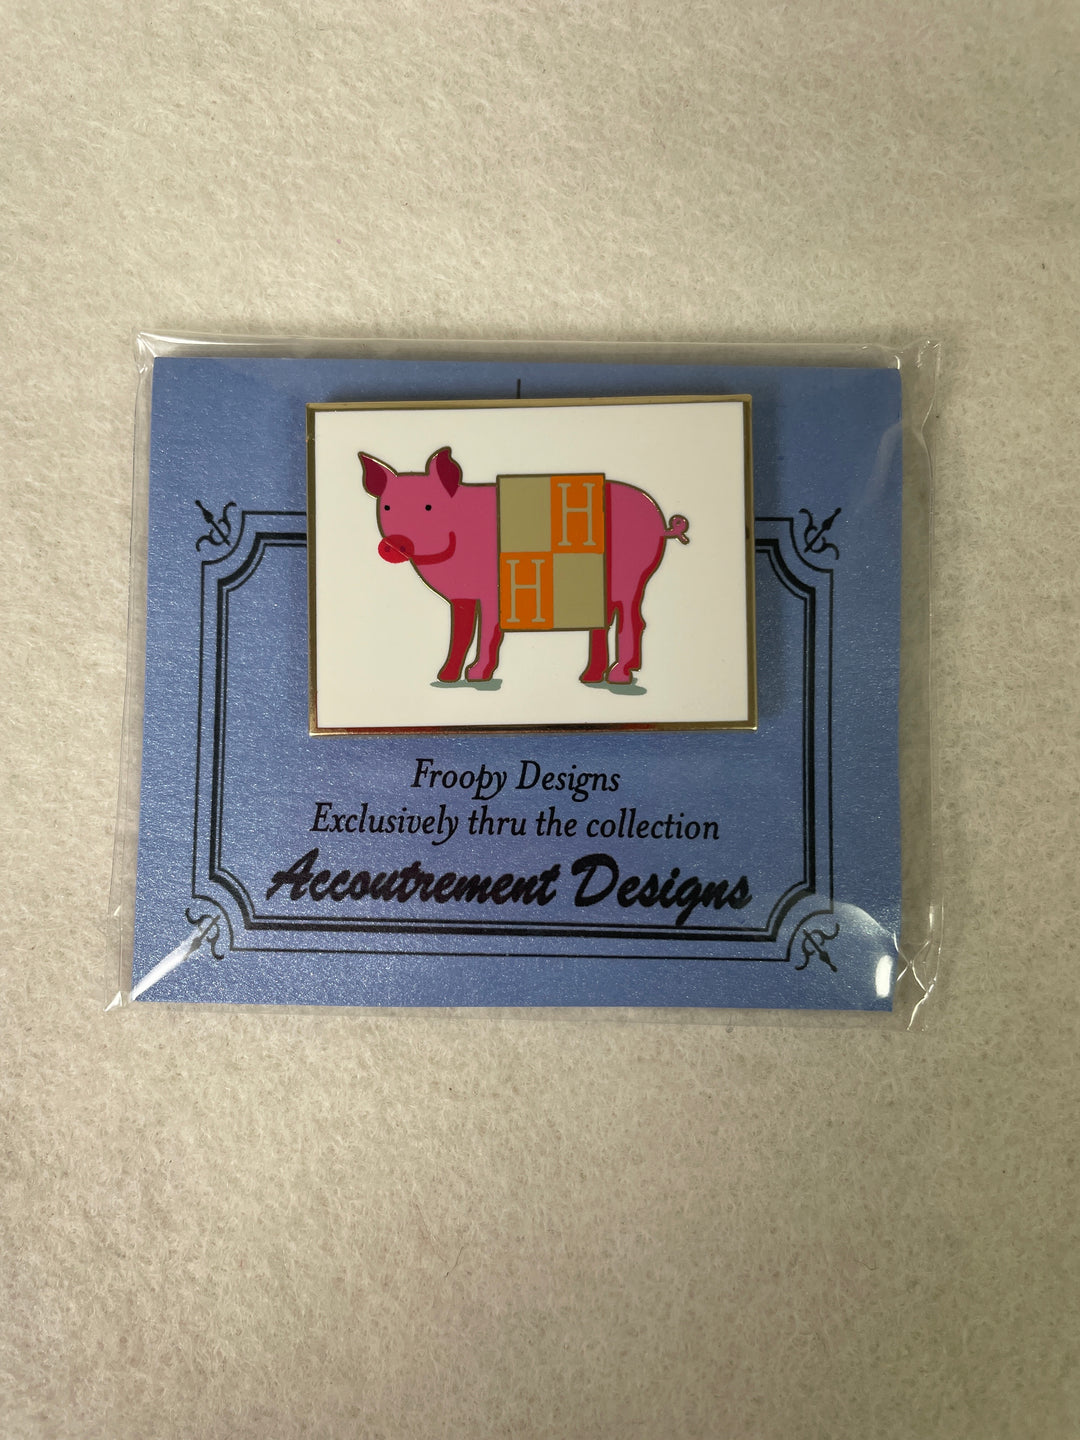 H
H
Froopy Designs
Exclusively thru the collection
Accoutrement Designs